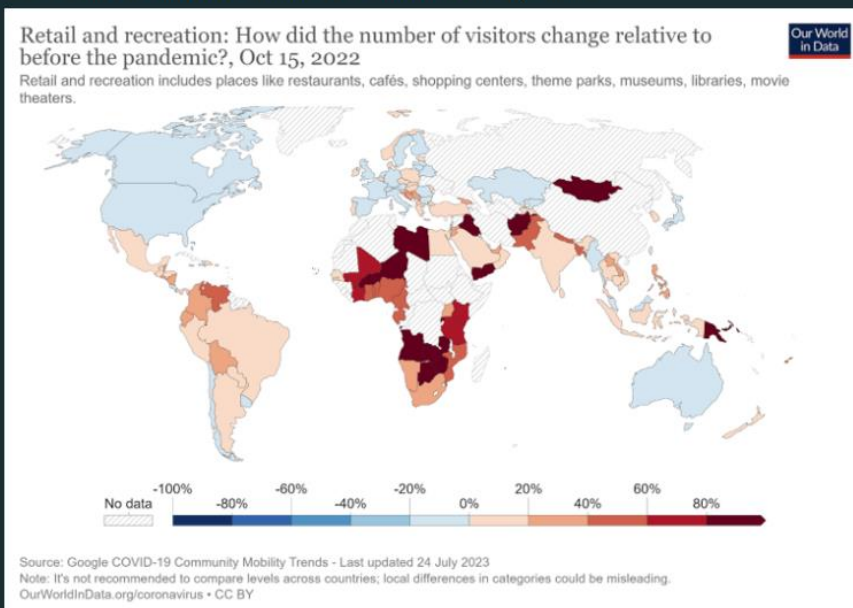 Retail and recreation: How did the number of visitors change relative to
before the pandemic?, Oct 15, 2022
Our World
in Data
Retail and recreation includes places like restaurants, cafés, shopping centers, theme parks, museums, libraries, movie
theaters.
-100% -60% -20% 20% 60%
No data -80% -40% 0% 40% 80%
Source: Google COVID-19 Community Mobility Trends - Last updated 24 July 2023
Note: It's not recommended to compare levels across countries; local differences in categories could be misleading.
OurWorldInData.org/coronavirus • CC BY